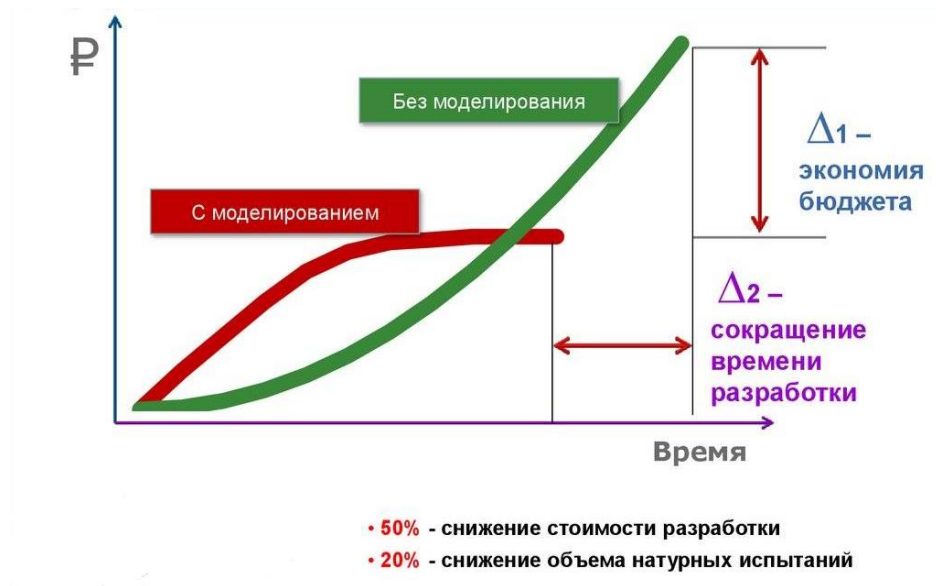 ₽
Без моделирования
Δ1 –
экономия
бюджета
С моделированием
Δ2 –
сокращение
времени
разработки
Время
• 50% - снижение стоимости разработки
• 20% - снижение объема натурных испытаний